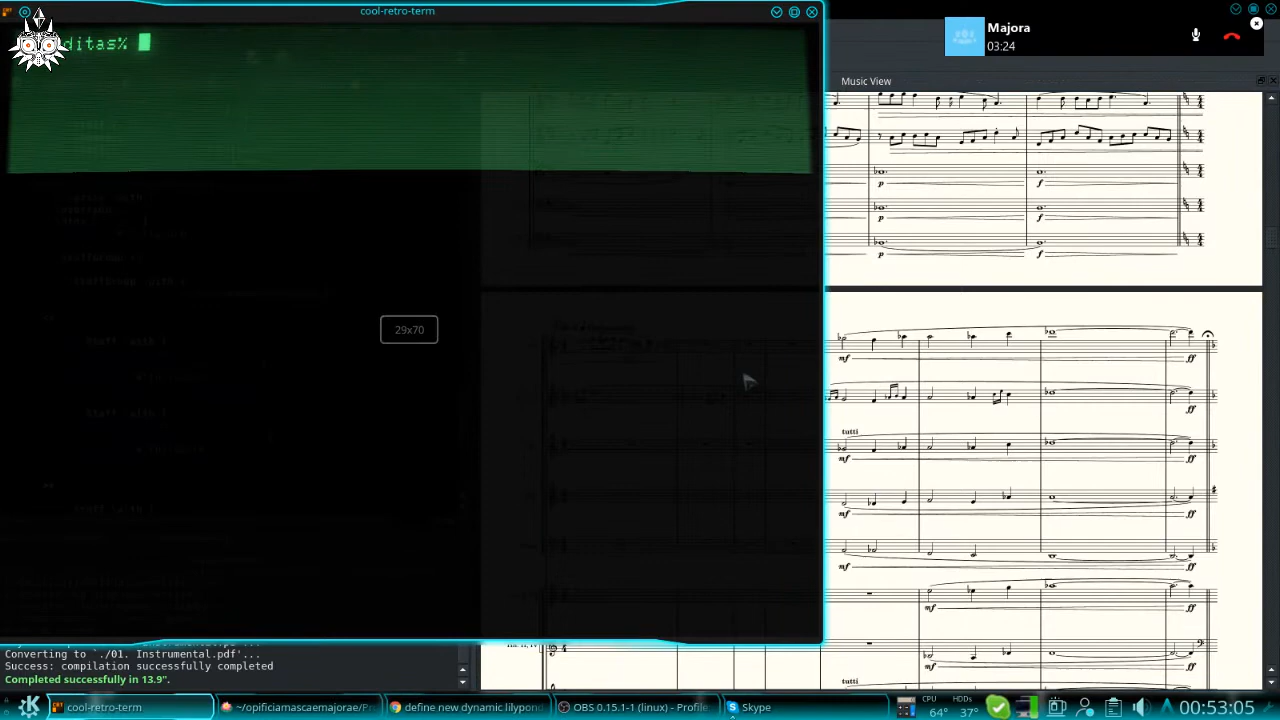 cool-retro-term
ditas%
Majora
03:24
Music View
29x70
p
f
p
f
p
f
mf
ff
ff
tutti
mf
ff
mf
ff
mf
ff
mf
ff
mf
ff
tutti
Converting to `./01. Instrumental.pdf'...
Success: compilation successfully completed
Completed successfully in 13.9".
cool-retro-term
~/opificiamascaemajorae/Pr
define new dynamic lilypond
OBS 0.15.1-1 (linux) - Profile
Skype
CPU
64°
HDDs
37°
00:53:05